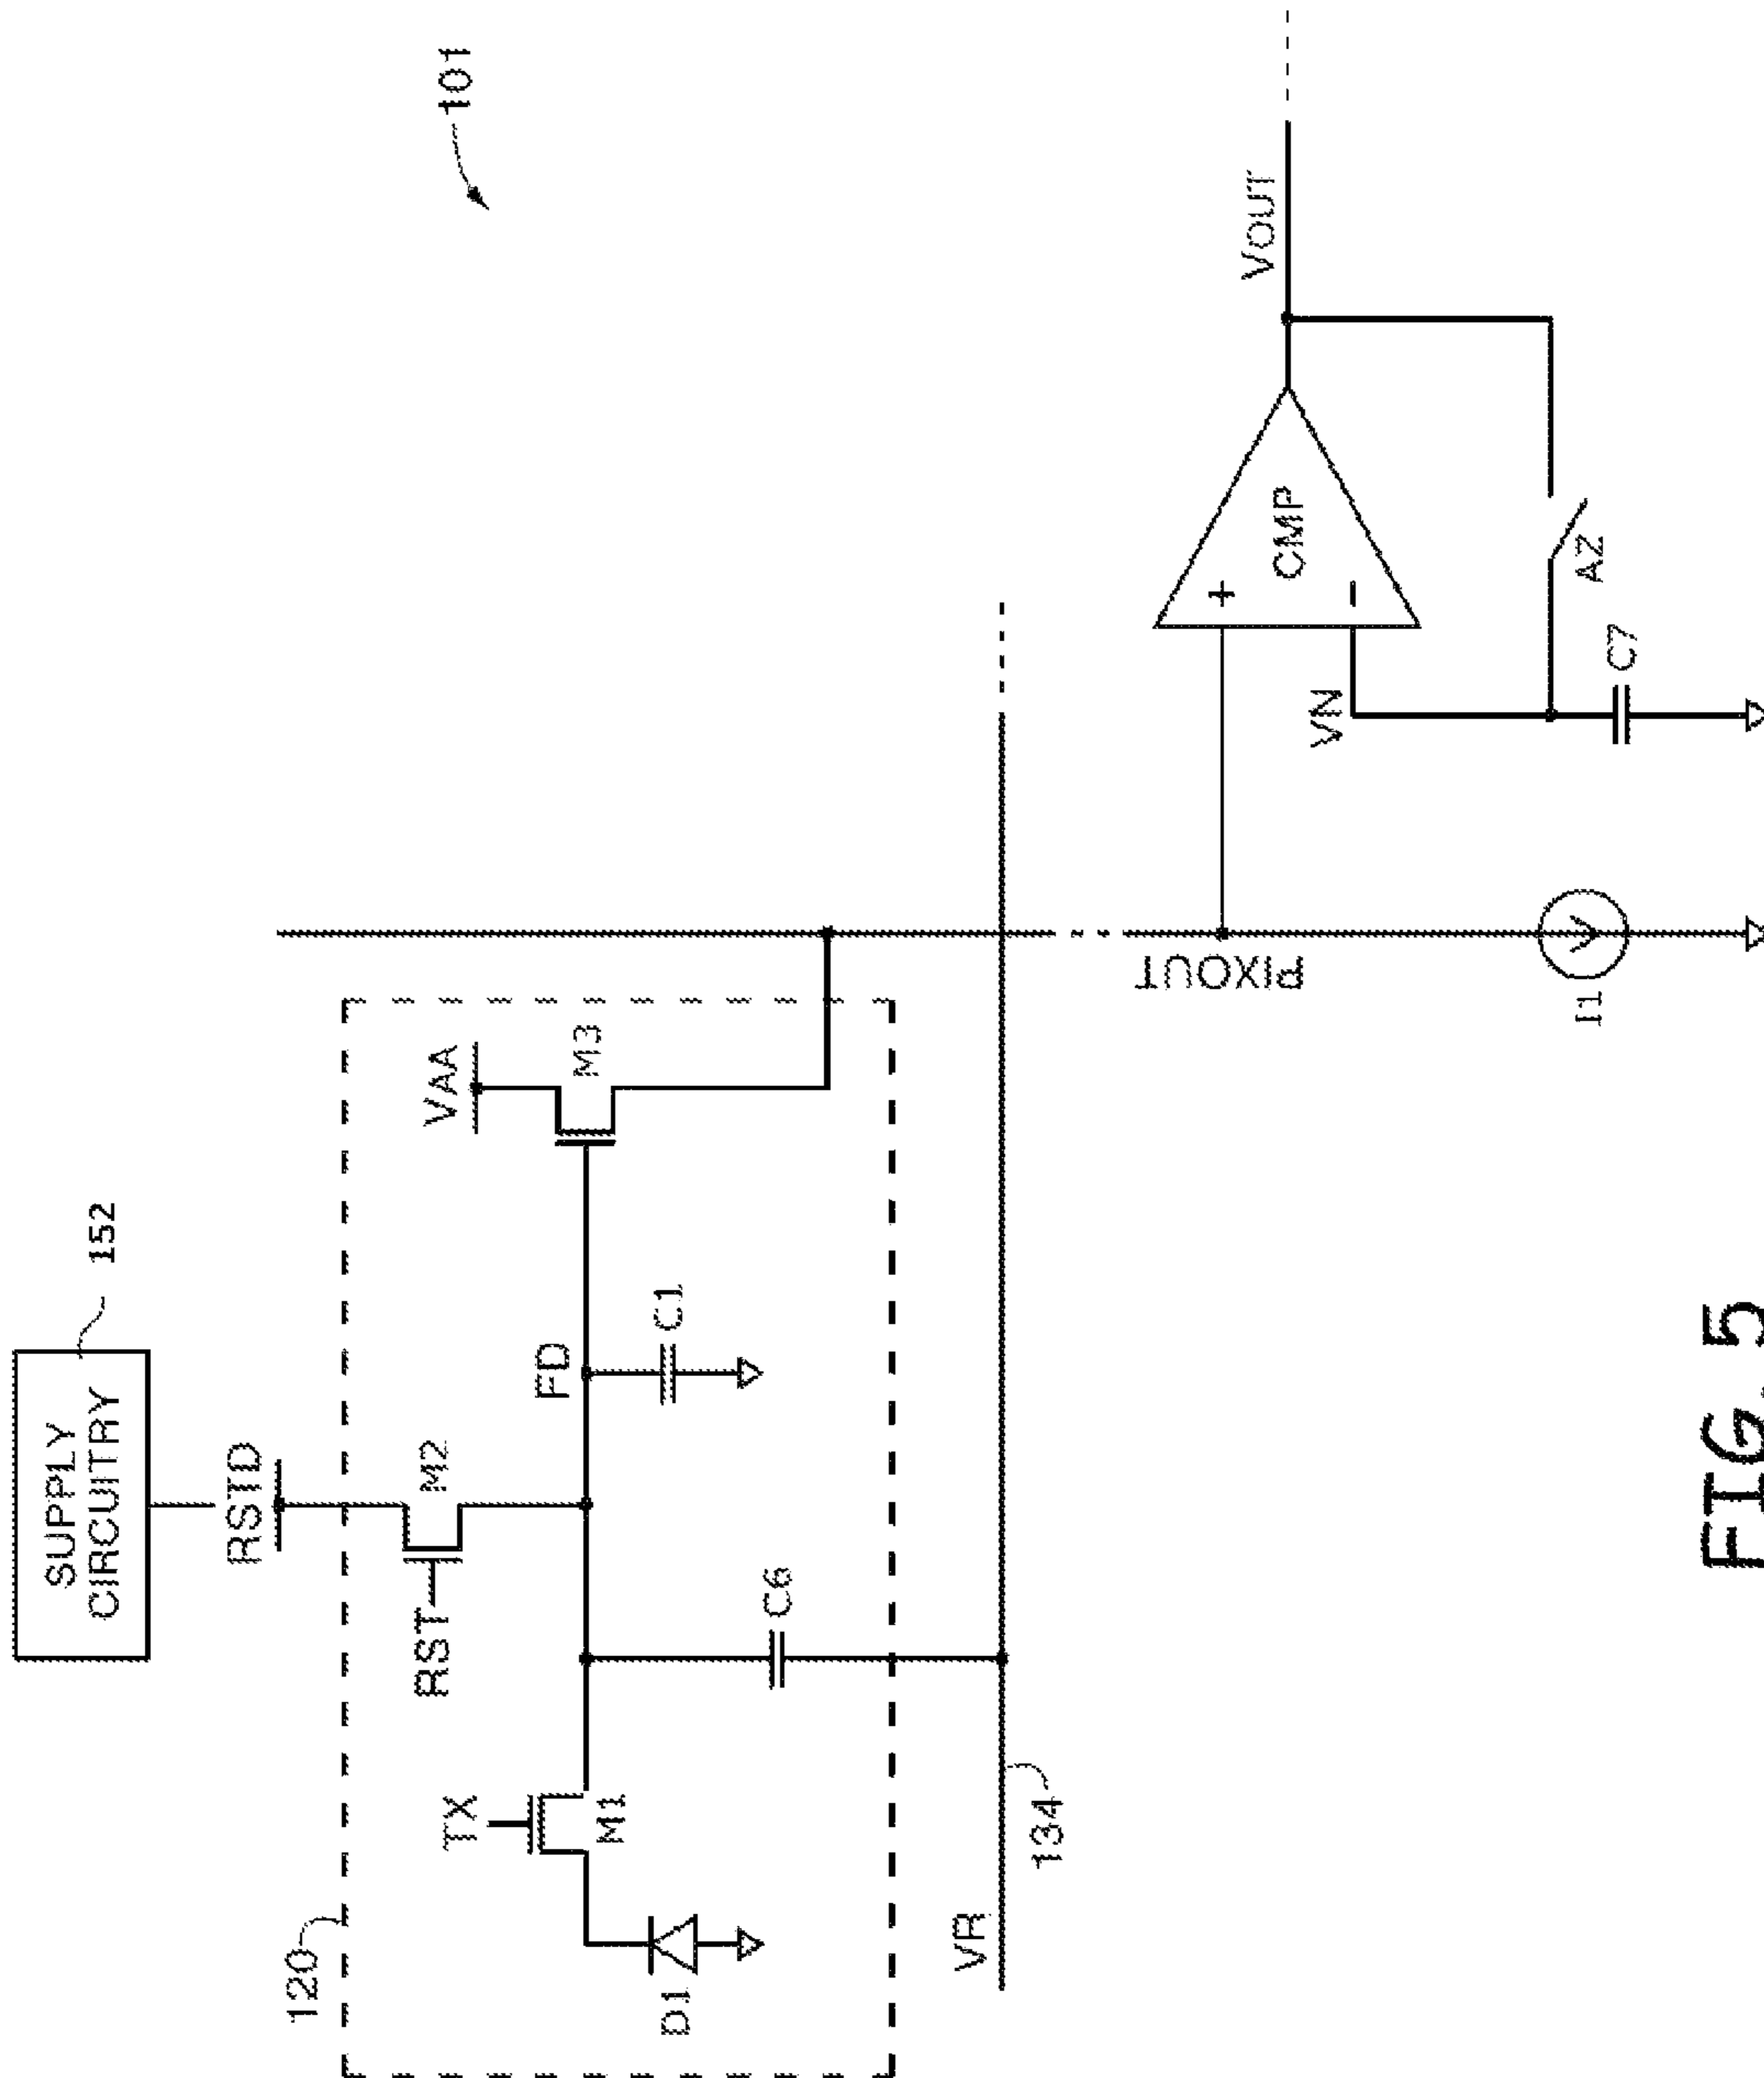 SUPPLY
CIRCUITRY
152
RSTD
101
120
RST
M2
VAA
TX
M1
FD
M3
D1
C6
C1
VR
134
PIXOUT
I1
VN
+
−
CMP
VOUT
AZ
C7
FIG. 5